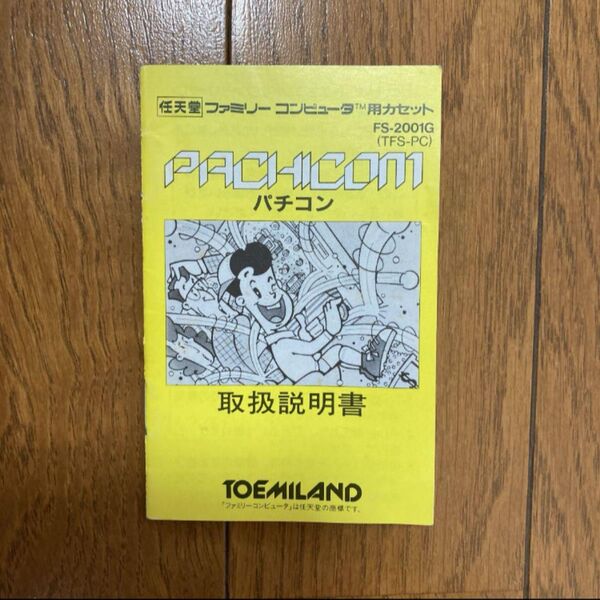 任天堂 ファミリー コンピュータ™用カセット
FS-2001G
(TFS-PC)
PACHICOM
パチコン
$
取扱説明書
TOEMILAND
「ファミリーコンピュータ」は任天堂の商標です。